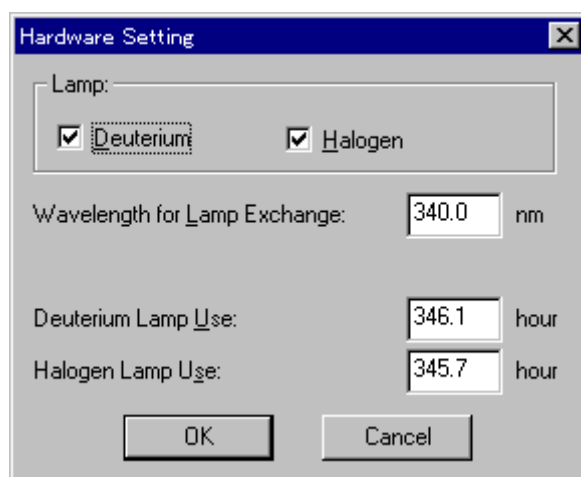 Hardware Setting
Lamp:
Deuterium Halogen
Wavelength for Lamp Exchange: 340.0 nm
Deuterium Lamp Use: 346.1 hour
Halogen Lamp Use: 345.7 hour
OK Cancel